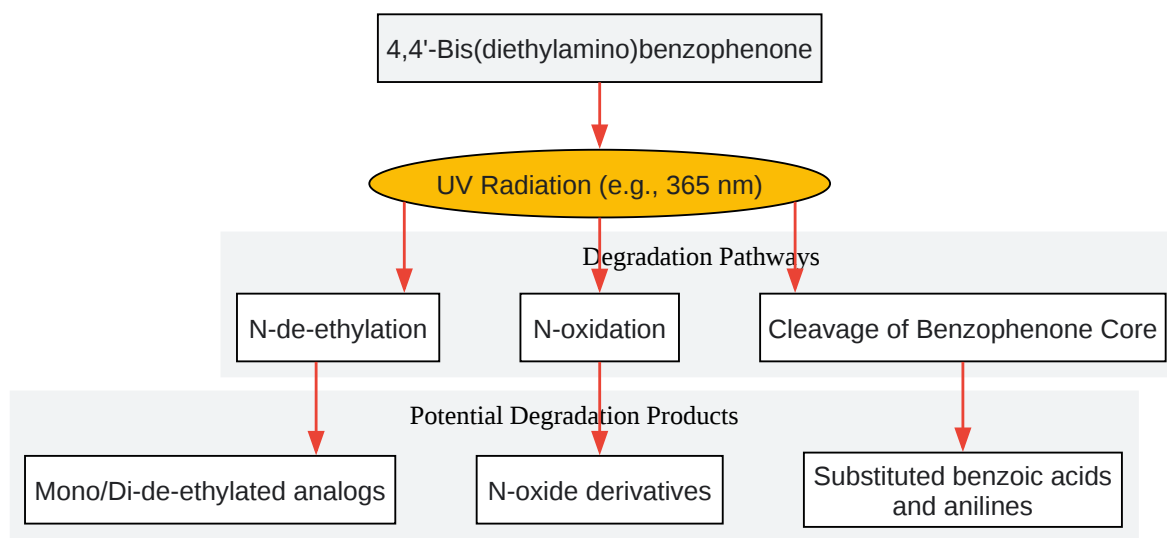 4,4'-Bis(diethylamino)benzophenone
UV Radiation (e.g., 365 nm)
Degradation Pathways
N-de-ethylation
N-oxidation
Cleavage of Benzophenone Core
Potential Degradation Products
Mono/Di-de-ethylated analogs
N-oxide derivatives
Substituted benzoic acids
and anilines